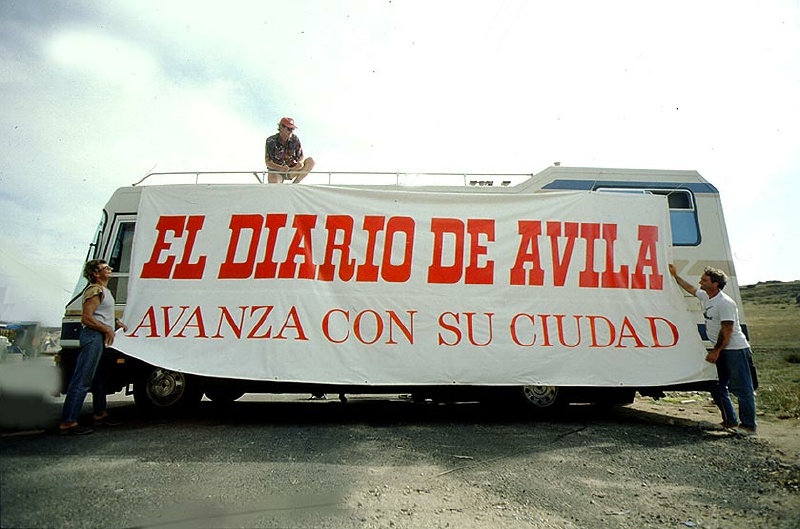 EL DIARIO DE AVILA
AVANZA CON SU CIUDAD